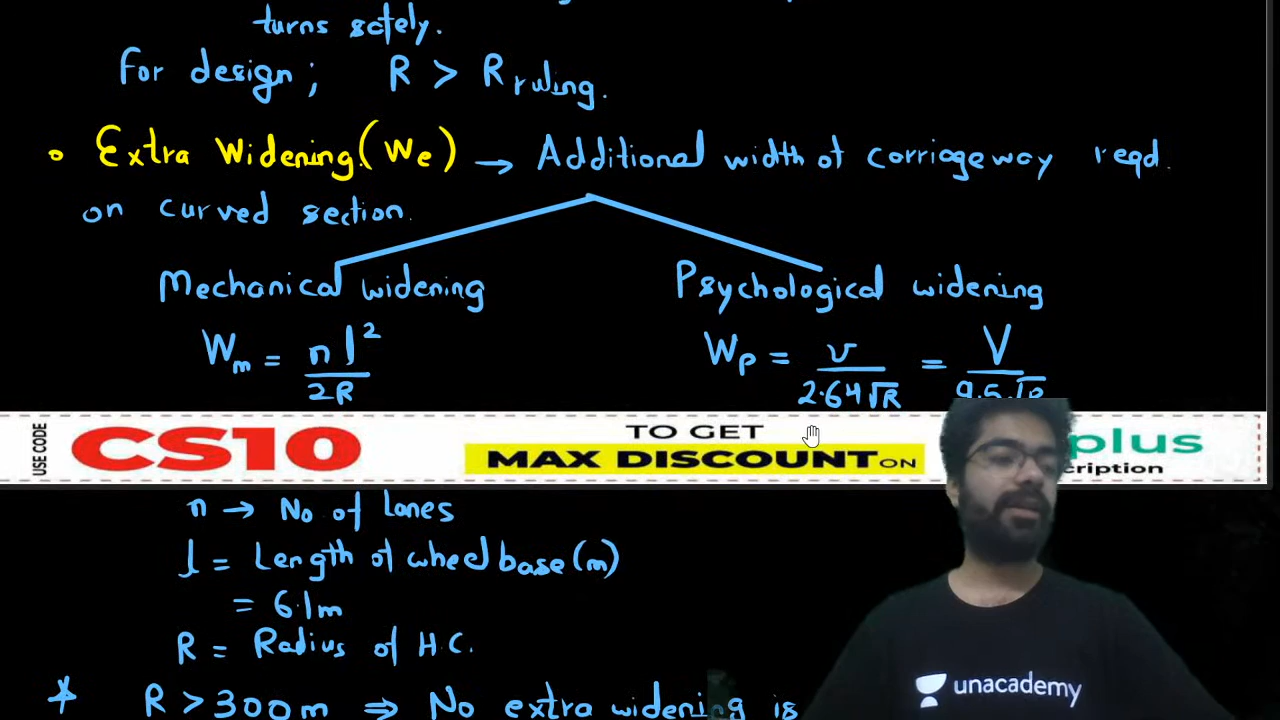 turns safely.
For design; R > Rruling.
• Extra Widening.(We) → Additional width of carriageway reqd.
on curved section.
Mechanical widening
Psychological widening
Wm = nl²/2R
Wp = v/2.64√R = V/9.5√R
USE CODE
CS10
TO GET
MAX DISCOUNT ON
plus
cription
n → No of lanes
l = Length of wheel base (m)
= 6.1m
R = Radius of H.C.
* R > 300m ⇒ No extra widening is
unacademy